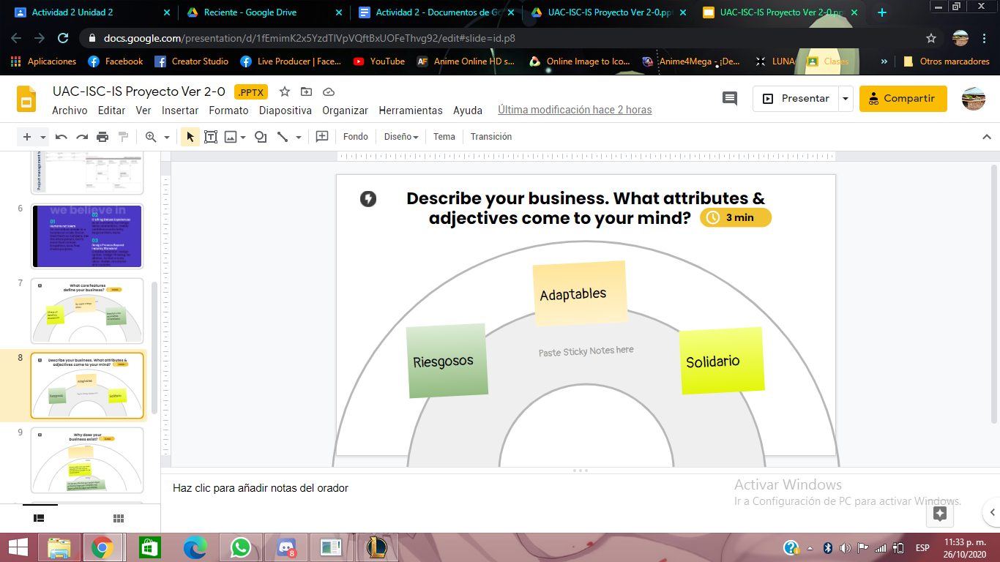 Actividad 2 Unidad 2
Reciente - Google Drive
Actividad 2 - Documentos de Go
UAC-ISC-IS Proyecto Ver 2-0.ppt
UAC-ISC-IS Proyecto Ver 2-0.pp
docs.google.com/presentation/d/1fEmimK2x5YzdTIVpVQftBxUOFeThvg92/edit#slide=id.p8
Aplicaciones
Facebook
Creator Studio
Live Producer | Face...
YouTube
Anime Online HD s...
Online Image to Ico...
Anime4Mega - ¡De...
LUNA
Clases
»
Otros marcadores
UAC-ISC-IS Proyecto Ver 2-0
.PPTX
Archivo Editar Ver Insertar Formato Diapositiva Organizar Herramientas Ayuda
Última modificación hace 2 horas
Presentar
Compartir
Fondo
Diseño
Tema
Transición
6
we believe in
01
02
03
7
What core features
define your business?
8
Describe your business. What attributes &
adjectives come to your mind?
Adaptables
Riesgosos
Solidario
9
Why does your
business exist?
Describe your business. What attributes &
adjectives come to your mind?
3 min
Adaptables
Riesgosos
Paste Sticky Notes here
Solidario
Haz clic para añadir notas del orador
Activar Windows
Ir a Configuración de PC para activar Windows.
8
ESP
11:33 p. m.
26/10/2020